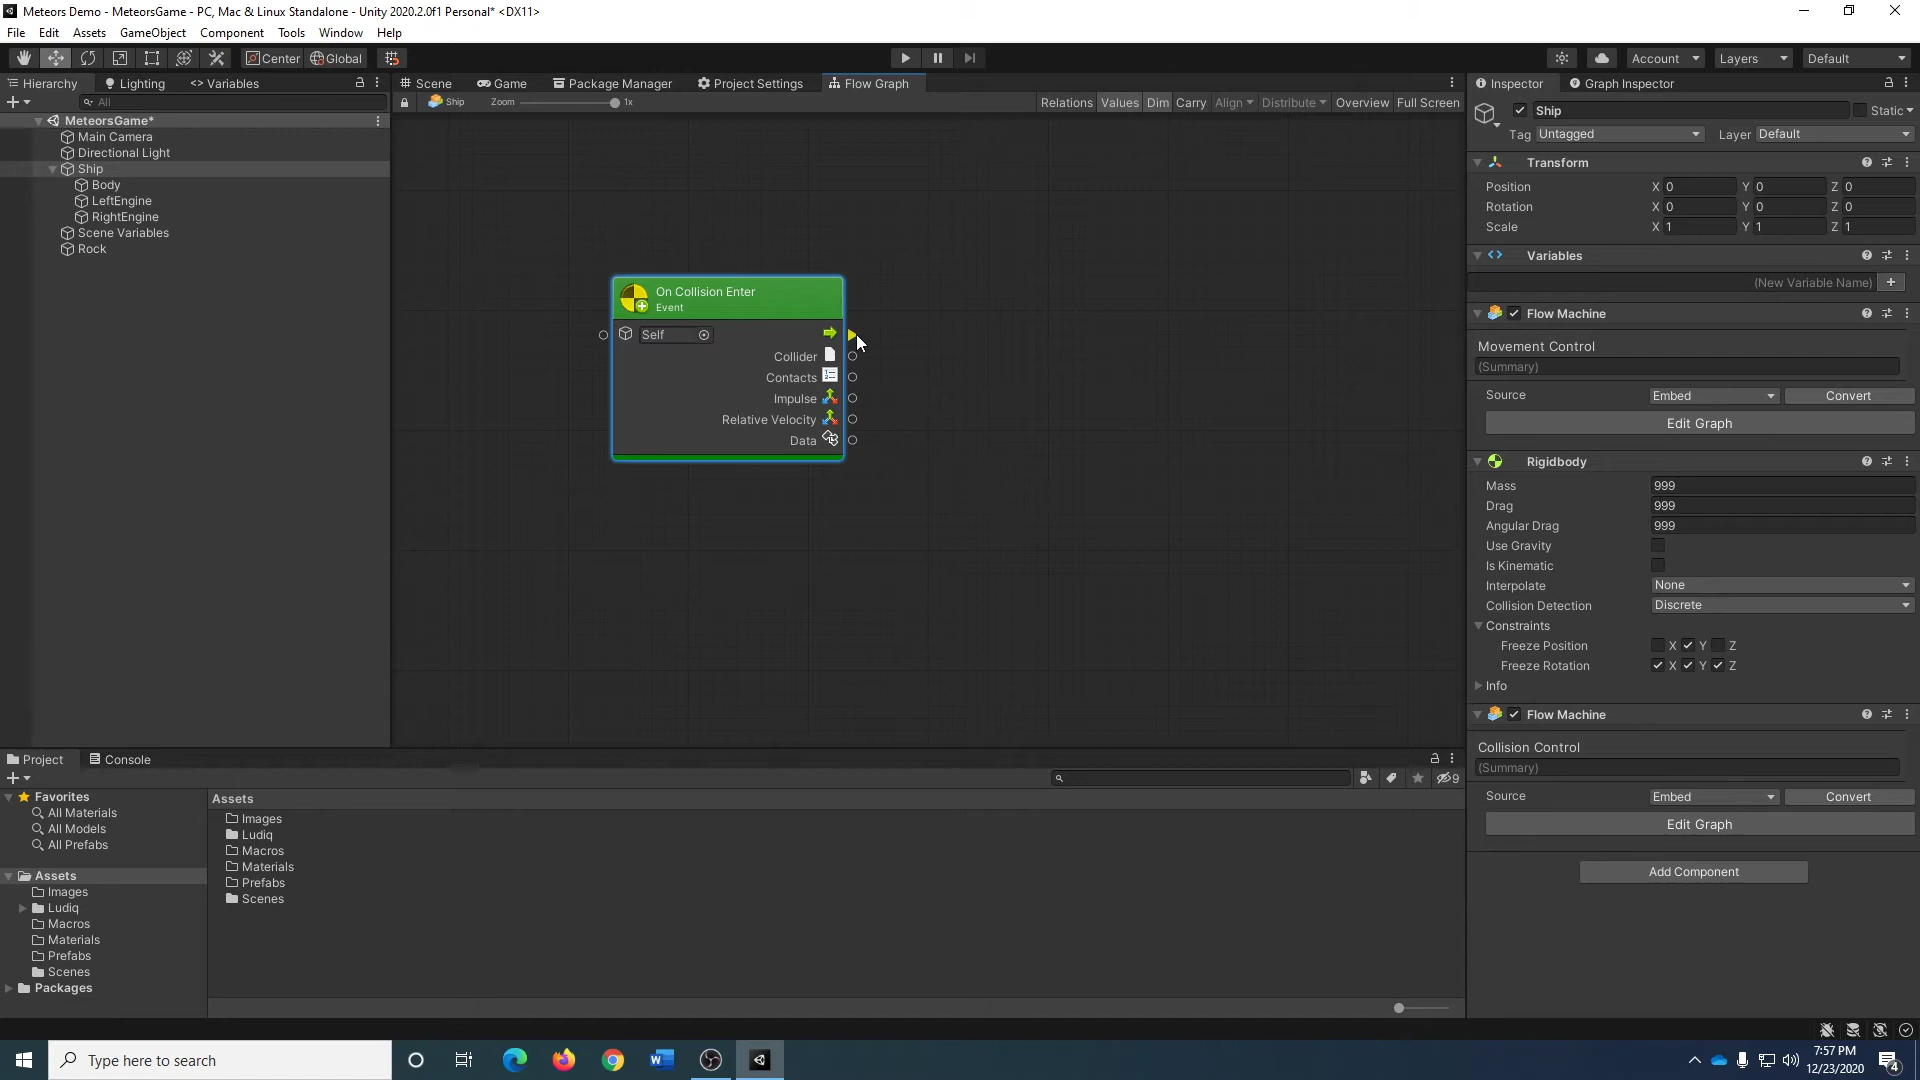 Meteors Demo - MeteorsGame - PC, Mac & Linux Standalone - Unity 2020.2.0f1 Personal* <DX11>
File Edit Assets GameObject Component Tools Window Help
Center Global Account Layers Default
Hierarchy Lighting <> Variables Scene Game Package Manager Project Settings Flow Graph Inspector Graph Inspector
All Ship Zoom 1x Relations Values Dim Carry Align Distribute Overview Full Screen
MeteorsGame*
Main Camera
Directional Light
Ship
Body
LeftEngine
RightEngine
Scene Variables
Rock
On Collision Enter
Event
Self
Collider
Contacts
Impulse
Relative Velocity
Data
Ship Static
Tag Untagged Layer Default
Transform
Position X 0 Y 0 Z 0
Rotation X 0 Y 0 Z 0
Scale X 1 Y 1 Z 1
Variables
(New Variable Name) +
Flow Machine
Movement Control
(Summary)
Source Embed Convert
Edit Graph
Rigidbody
Mass 999
Drag 999
Angular Drag 999
Use Gravity
Is Kinematic
Interpolate None
Collision Detection Discrete
Constraints
Freeze Position X Y Z
Freeze Rotation X Y Z
Info
Flow Machine
Collision Control
(Summary)
Source Embed Convert
Edit Graph
Add Component
Project Console
9
Favorites
All Materials
All Models
All Prefabs
Assets
Images
Ludiq
Macros
Materials
Prefabs
Scenes
Packages
Assets
Images
Ludiq
Macros
Materials
Prefabs
Scenes
Type here to search
7:57 PM
12/23/2020
4